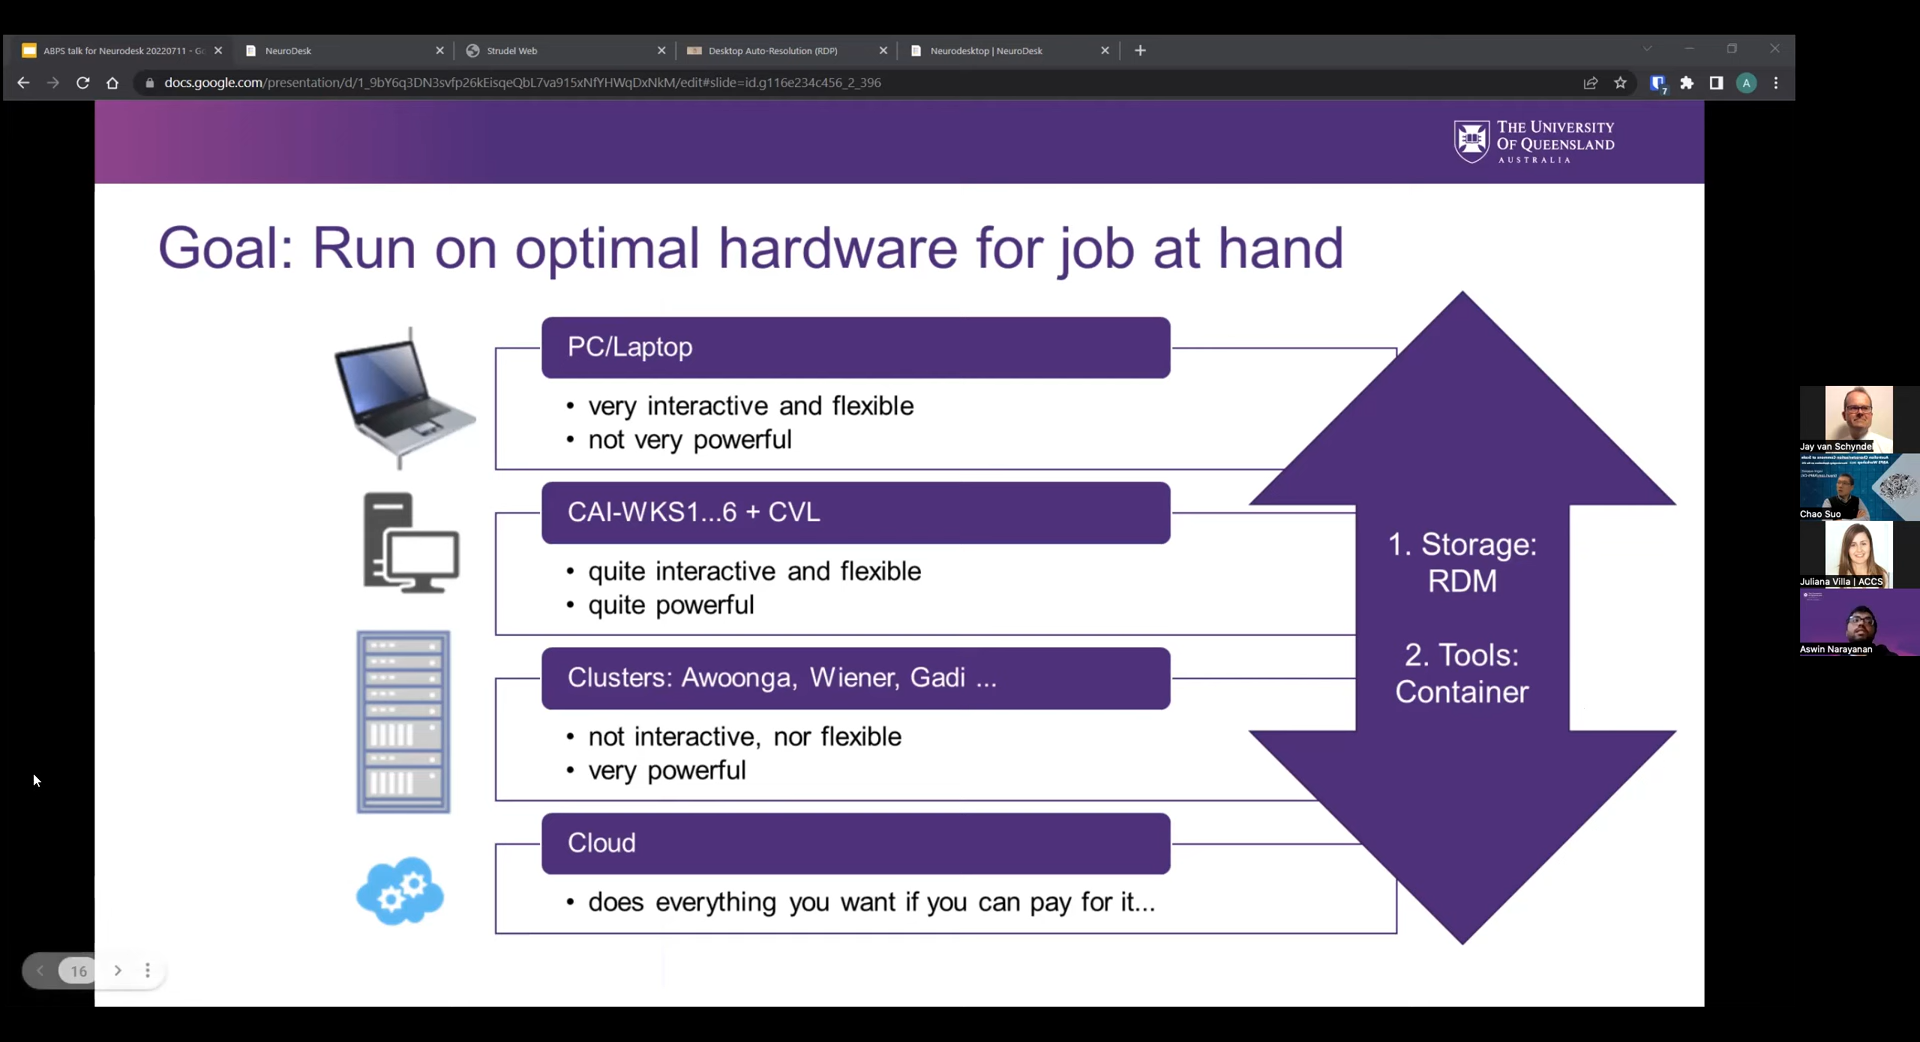 ABPS talk for Neurodesk 20220711 - Go
NeuroDesk
Strudel Web
Desktop Auto-Resolution (RDP)
Neurodesktop | NeuroDesk
docs.google.com/presentation/d/1_9bY6q3DN3svfp26kEisqeQbL7va915xNfYHWqDxNkM/edit#slide=id.g116e234c456_2_396
7
A
THE UNIVERSITY
OF QUEENSLAND
AUSTRALIA
Goal: Run on optimal hardware for job at hand
PC/Laptop
• very interactive and flexible
• not very powerful
CAI-WKS1...6 + CVL
• quite interactive and flexible
• quite powerful
Clusters: Awoonga, Wiener, Gadi ...
• not interactive, nor flexible
• very powerful
Cloud
• does everything you want if you can pay for it...
1. Storage:
RDM
2. Tools:
Container
Jay van Schyndel
Chao Suo
Juliana Villa | ACCS
Aswin Narayanan
16